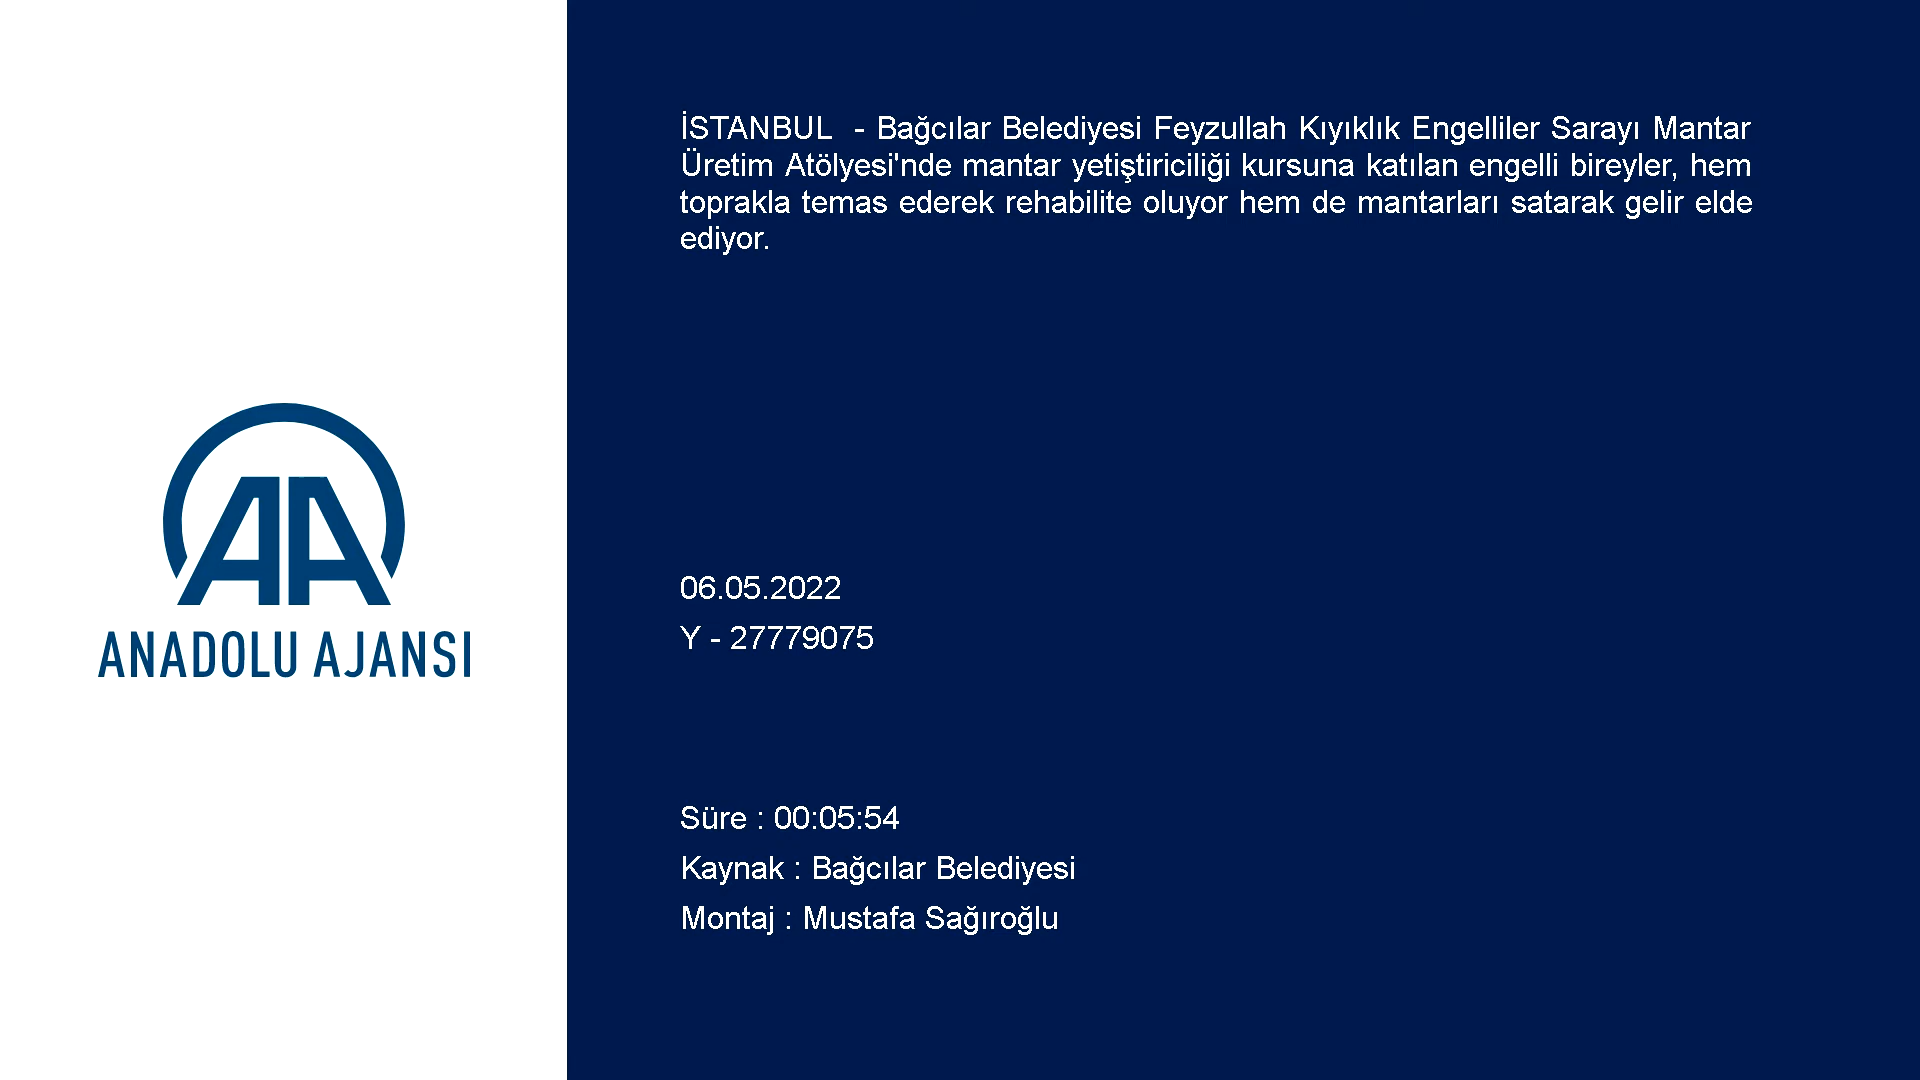 İSTANBUL - Bağcılar Belediyesi Feyzullah Kıyıklık Engelliler Sarayı Mantar
Üretim Atölyesi'nde mantar yetiştiriciliği kursuna katılan engelli bireyler, hem
toprakla temas ederek rehabilite oluyor hem de mantarları satarak gelir elde
ediyor.
AA
ANADOLU AJANSI
06.05.2022
Y - 27779075
Süre : 00:05:54
Kaynak : Bağcılar Belediyesi
Montaj : Mustafa Sağıroğlu